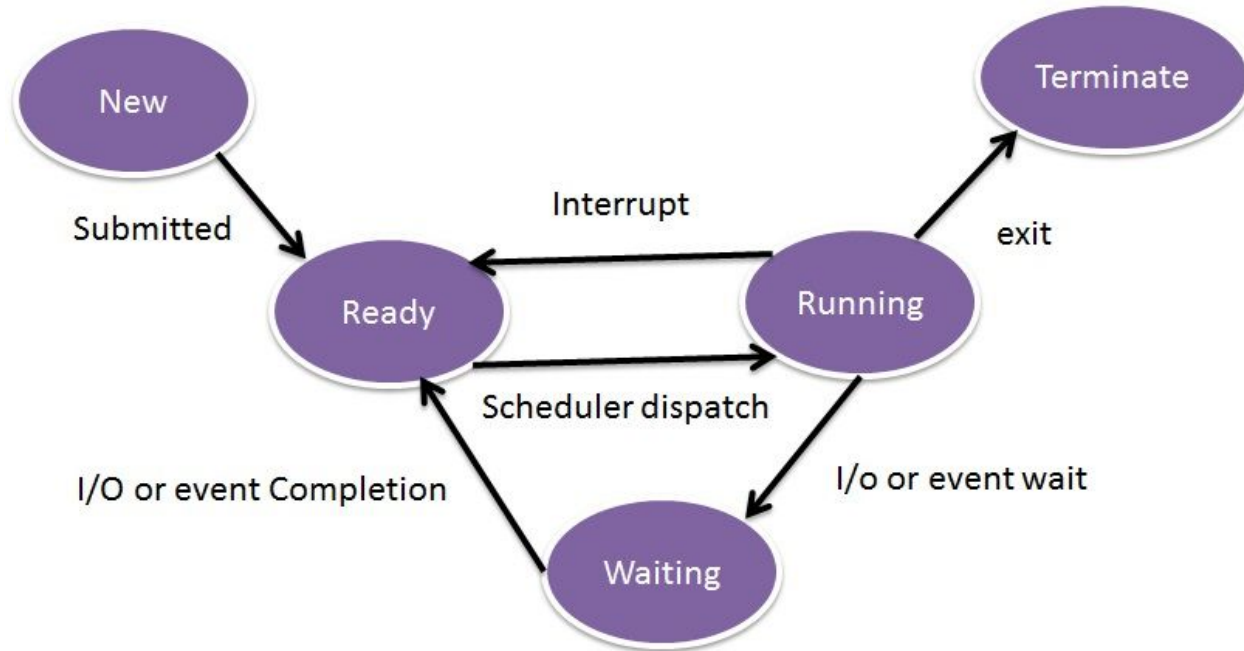 New
Terminate
Submitted
Interrupt
exit
Ready
Running
Scheduler dispatch
I/O or event Completion
I/o or event wait
Waiting